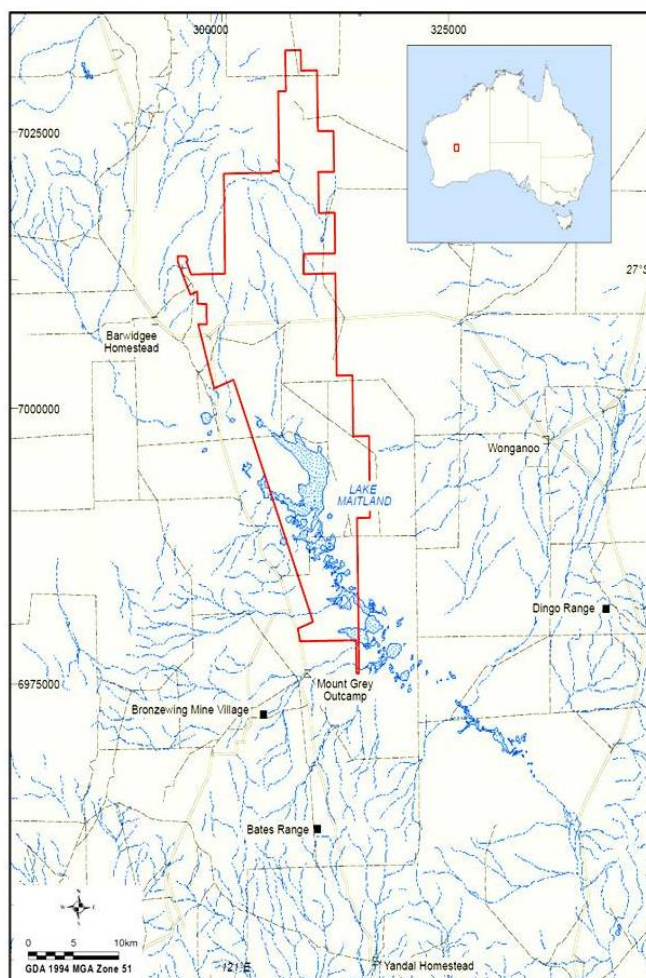 300000
325000
7025000
27°S
Barwidgee
Homestead
7000000
Wonganoo
LAKE
MAITLAND
Dingo Range
6975000
Mount Grey
Outcamp
Bronzewing Mine Village
Bates Range
0 5 10km
GDA 1994 MGA Zone 51
121°E
Yandal Homestead